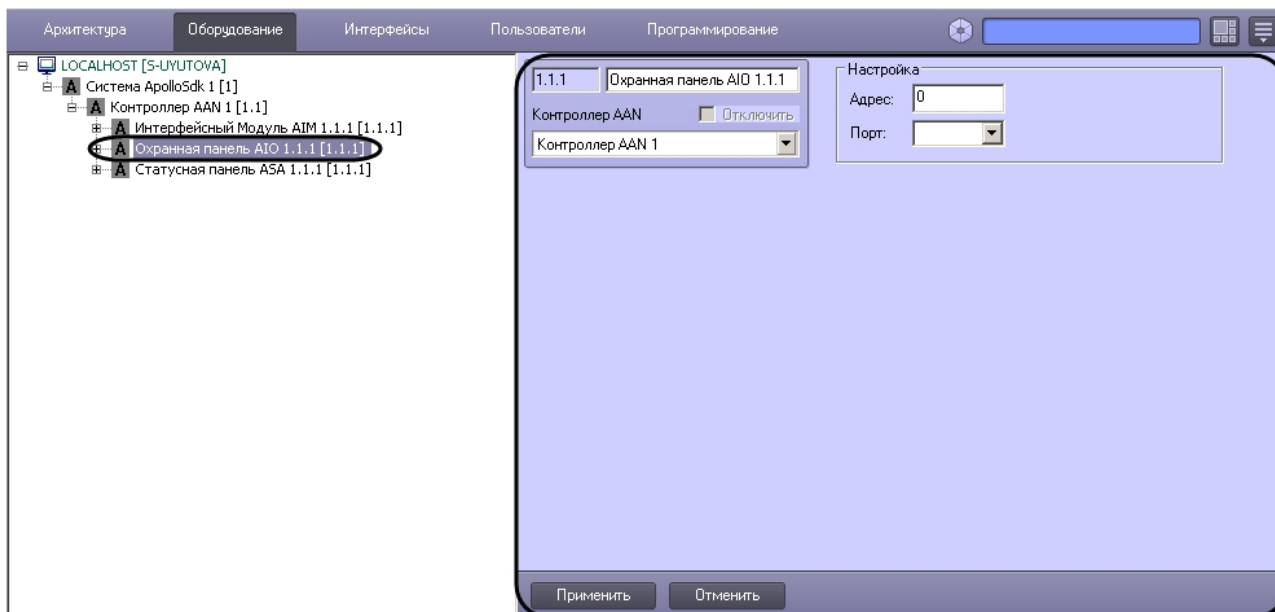 Архитектура Оборудование Интерфейсы Пользователи Программирование
LOCALHOST [S-UYUTOVA]
Система ApolloSdk 1 [1]
Контроллер AAN 1 [1.1]
Интерфейсный Модуль AIM 1.1.1 [1.1.1]
Охранная панель AIO 1.1.1 [1.1.1]
Статусная панель ASA 1.1.1 [1.1.1]
1.1.1 Охранная панель AIO 1.1.1
Контроллер AAN Отключить
Контроллер AAN 1
Настройка
Адрес: 0
Порт:
Применить Отменить